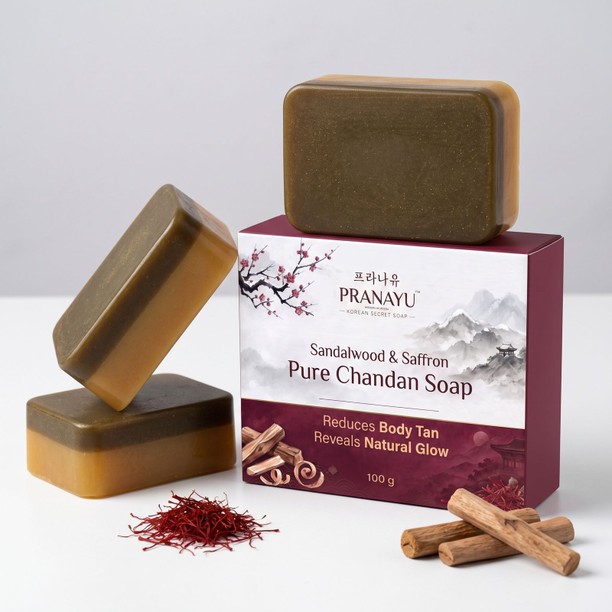 프라나유
PRANAYU™
KOREAN SECRET SOAP
Sandalwood & Saffron
Pure Chandan Soap
Reduces Body Tan
Reveals Natural Glow
100 g